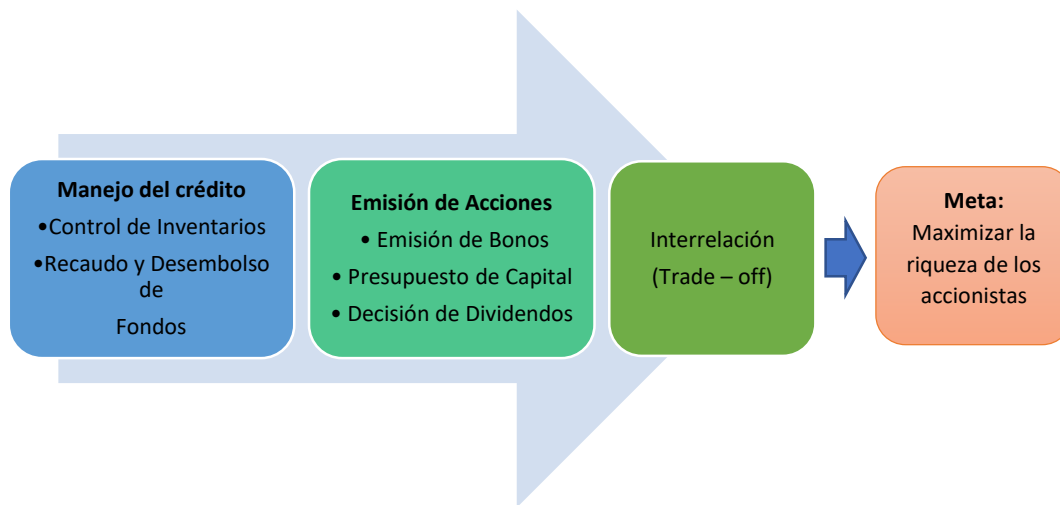 Manejo del crédito
•Control de Inventarios
•Recaudo y Desembolso
de
Fondos
Emisión de Acciones
• Emisión de Bonos
• Presupuesto de Capital
• Decisión de Dividendos
Interrelación
(Trade – off)
Meta:
Maximizar la
riqueza de los
accionistas